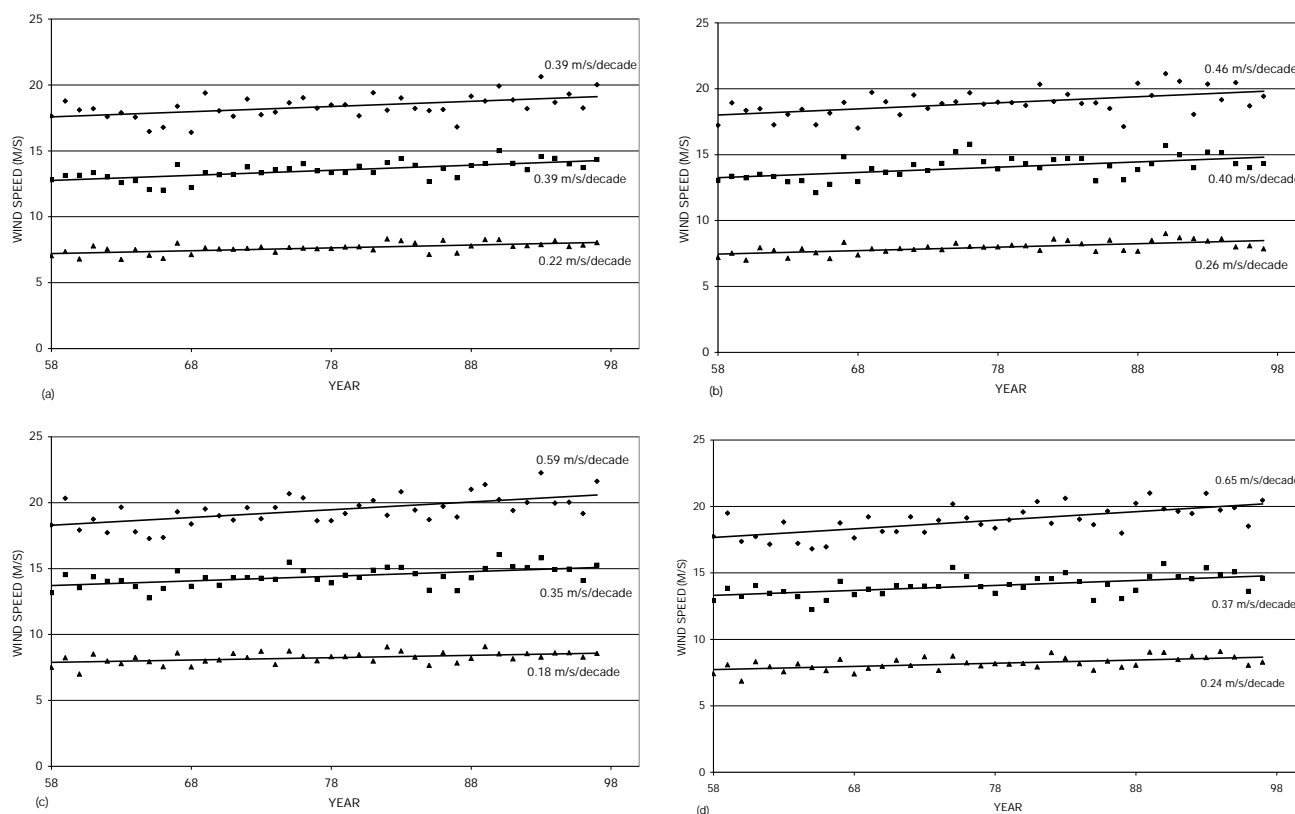 25
20
15
10
5
0
WIND SPEED (M/S)
0.39 m/s/decade
0.39 m/s/decade
0.22 m/s/decade
58 68 78 88 98
YEAR
(a)
25
20
15
10
5
0
WIND SPEED (M/S)
0.46 m/s/decade
0.40 m/s/decade
0.26 m/s/decade
58 68 78 88 98
YEAR
(b)
25
20
15
10
5
0
WIND SPEED (M/S)
0.59 m/s/decade
0.35 m/s/decade
0.18 m/s/decade
58 68 78 88 98
YEAR
(c)
25
20
15
10
5
0
WIND SPEED (M/S)
0.65 m/s/decade
0.37 m/s/decade
0.24 m/s/decade
58 68 78 88 98
YEAR
(d)